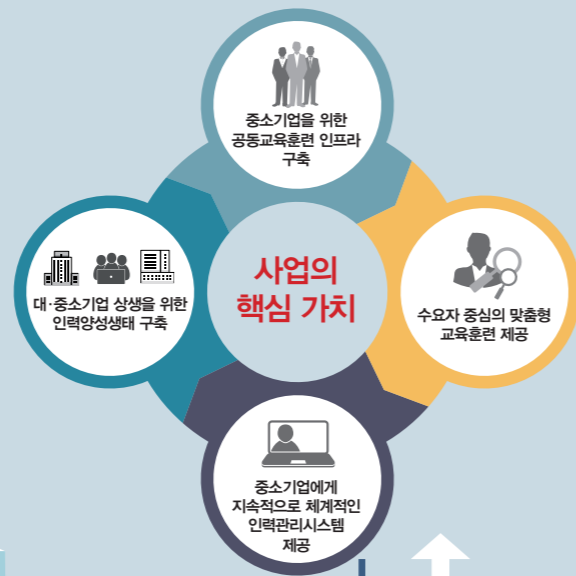 중소기업을 위한
공동교육훈련 인프라
구축
대·중소기업 상생을 위한
인력양성생태 구축
사업의
핵심 가치
수요자 중심의 맞춤형
교육훈련 제공
중소기업에게
지속적으로 체계적인
인력관리시스템
제공